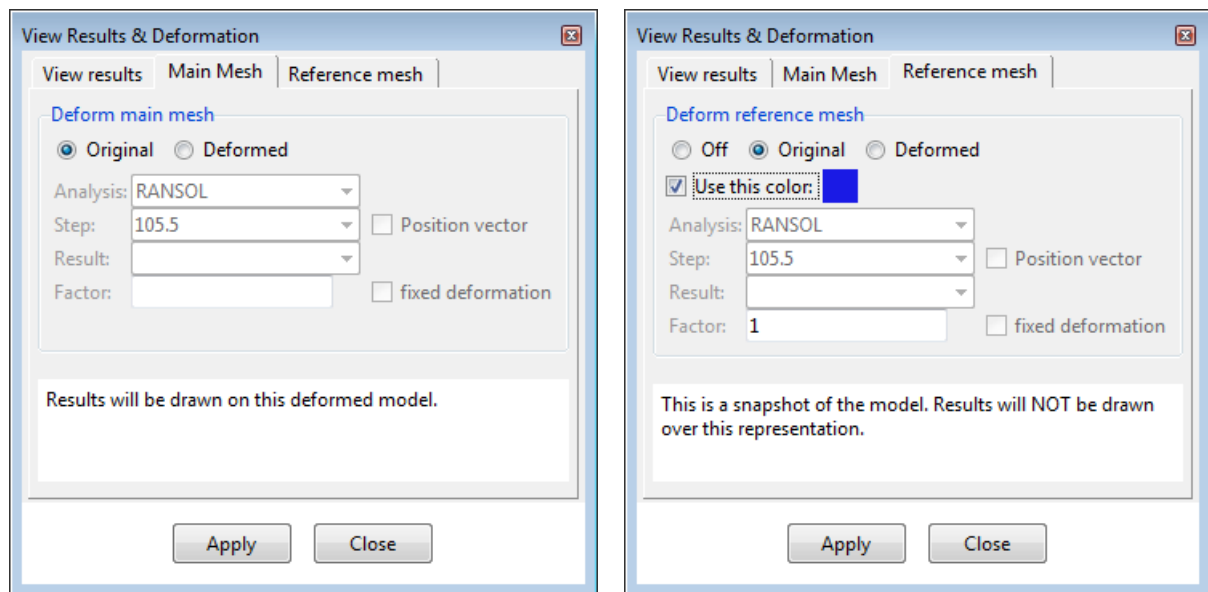 View Results & Deformation
View results Main Mesh Reference mesh
Deform main mesh
Original Deformed
Analysis: RANSOL
Step: 105.5 Position vector
Result:
Factor: fixed deformation
Results will be drawn on this deformed model.
Apply Close
View Results & Deformation
View results Main Mesh Reference mesh
Deform reference mesh
Off Original Deformed
Use this color:
Analysis: RANSOL
Step: 105.5 Position vector
Result:
Factor: 1 fixed deformation
This is a snapshot of the model. Results will NOT be drawn
over this representation.
Apply Close